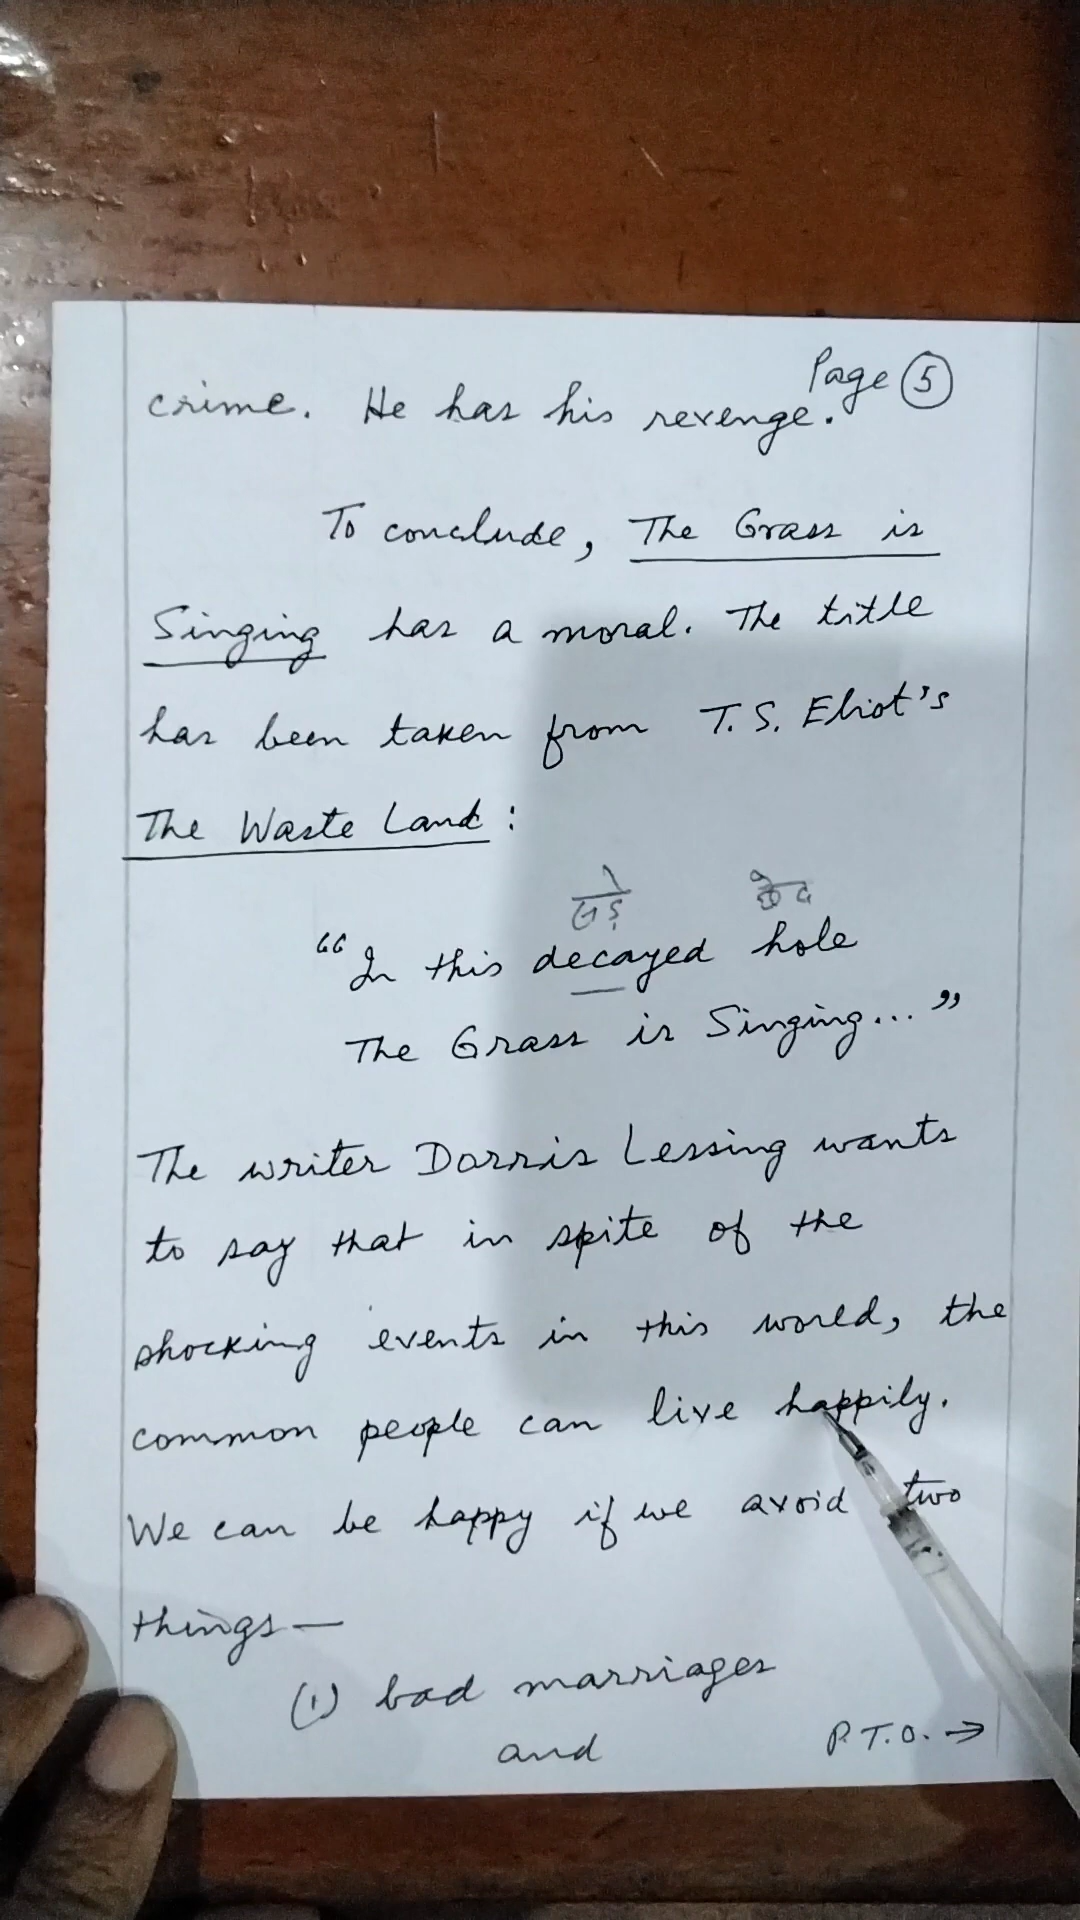 Page 5
crime. He has his revenge.
To conclude, The Grass is
Singing has a moral. The title
has been taken from T. S. Eliot's
The Waste Land :
“In this decayed hole
The Grass is Singing...”
The writer Dorris Lessing wants
to say that in spite of the
shocking events in this world, the
common people can live happily.
We can be happy if we avoid two
things —
(1) bad marriages
and
P.T.O. →